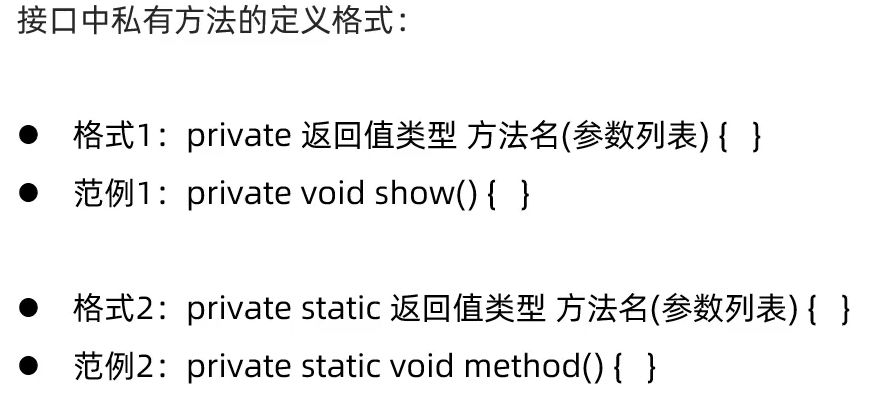 接口中私有方法的定义格式：
● 格式1：private 返回值类型 方法名(参数列表) {  }
● 范例1：private void show() {  }
● 格式2：private static 返回值类型 方法名(参数列表) {  }
● 范例2：private static void method() {  }